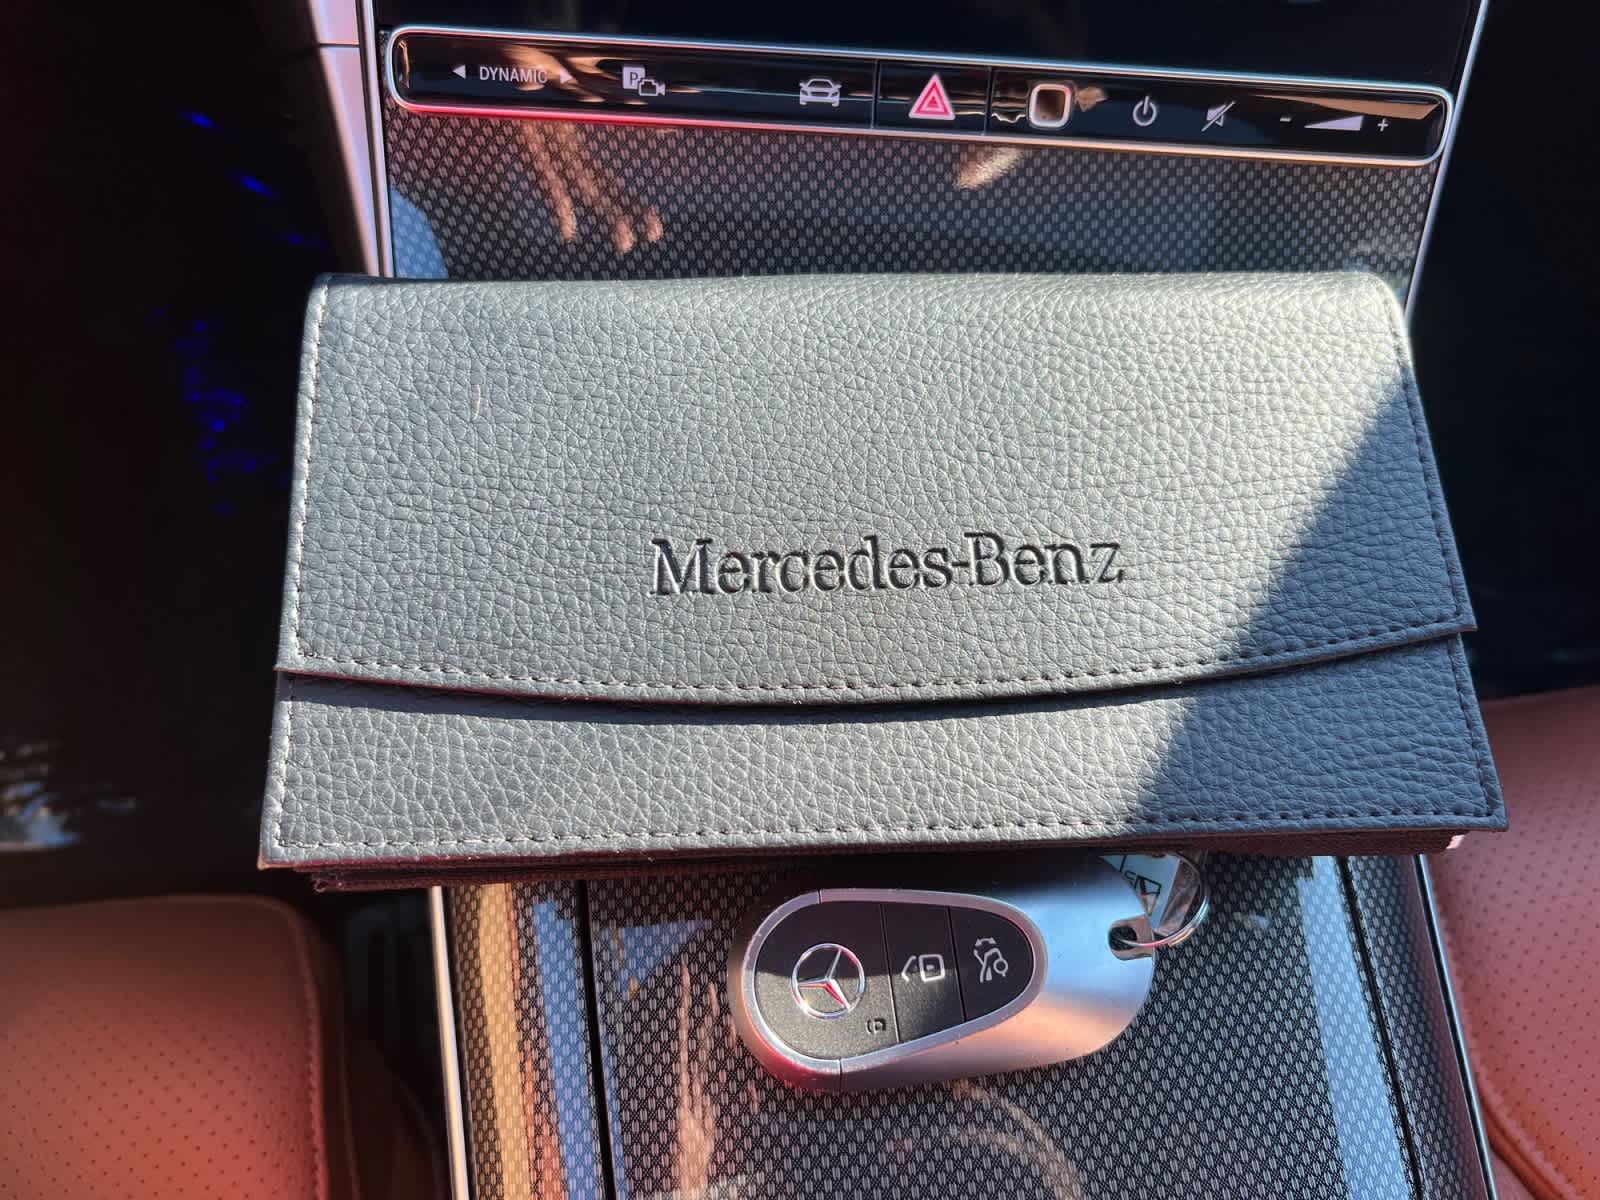 ◀ DYNAMIC ▶
P
- +
Mercedes-Benz